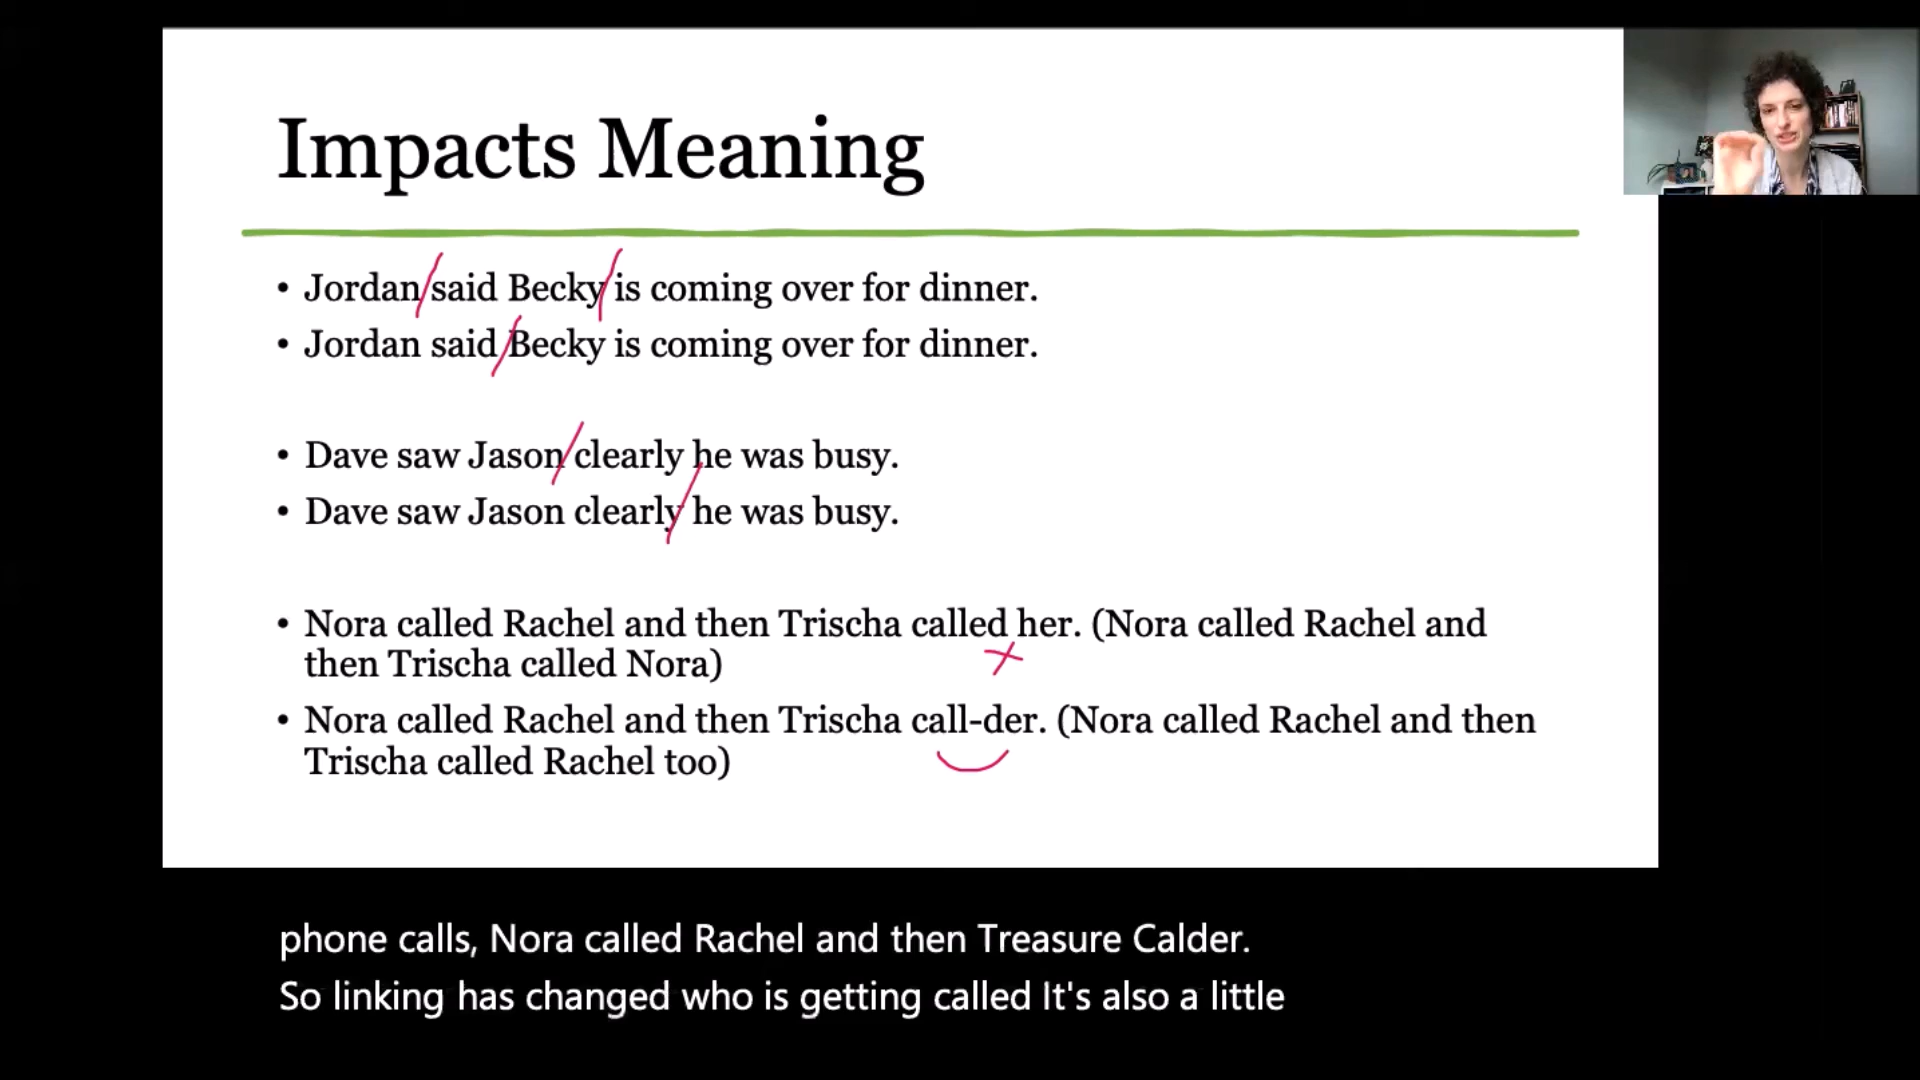 Impacts Meaning
• Jordan said Becky is coming over for dinner.
• Jordan said Becky is coming over for dinner.
• Dave saw Jason clearly he was busy.
• Dave saw Jason clearly he was busy.
• Nora called Rachel and then Trischa called her. (Nora called Rachel and
then Trischa called Nora)
• Nora called Rachel and then Trischa call-der. (Nora called Rachel and then
Trischa called Rachel too)
phone calls, Nora called Rachel and then Treasure Calder.
So linking has changed who is getting called It's also a little